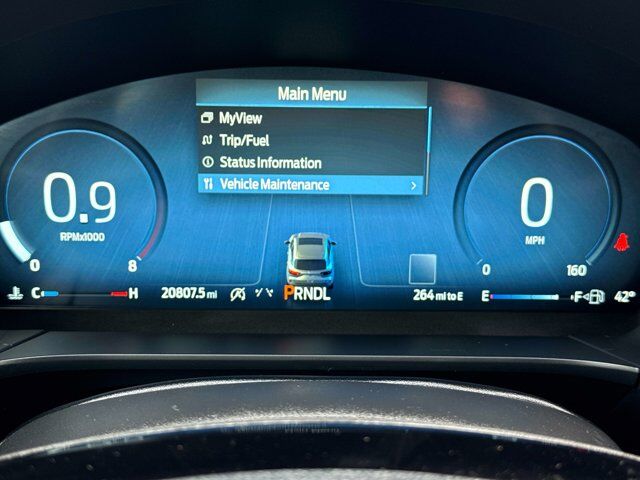 Main Menu
MyView
Trip/Fuel
Status Information
Vehicle Maintenance
0.9
RPMx1000
0 8
0
MPH
0 160
C H
20807.5 mi
PRNDL
264 mi to E
E F
42°